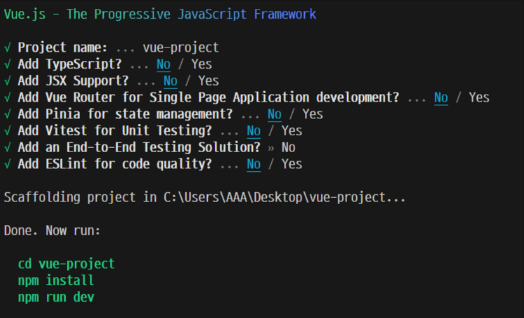 Vue.js - The Progressive JavaScript Framework
√ Project name: ... vue-project
√ Add TypeScript? ... No / Yes
√ Add JSX Support? ... No / Yes
√ Add Vue Router for Single Page Application development? ... No / Yes
√ Add Pinia for state management? ... No / Yes
√ Add Vitest for Unit Testing? ... No / Yes
√ Add an End-to-End Testing Solution? » No
√ Add ESLint for code quality? ... No / Yes
Scaffolding project in C:\Users\AAA\Desktop\vue-project...
Done. Now run:
cd vue-project
npm install
npm run dev